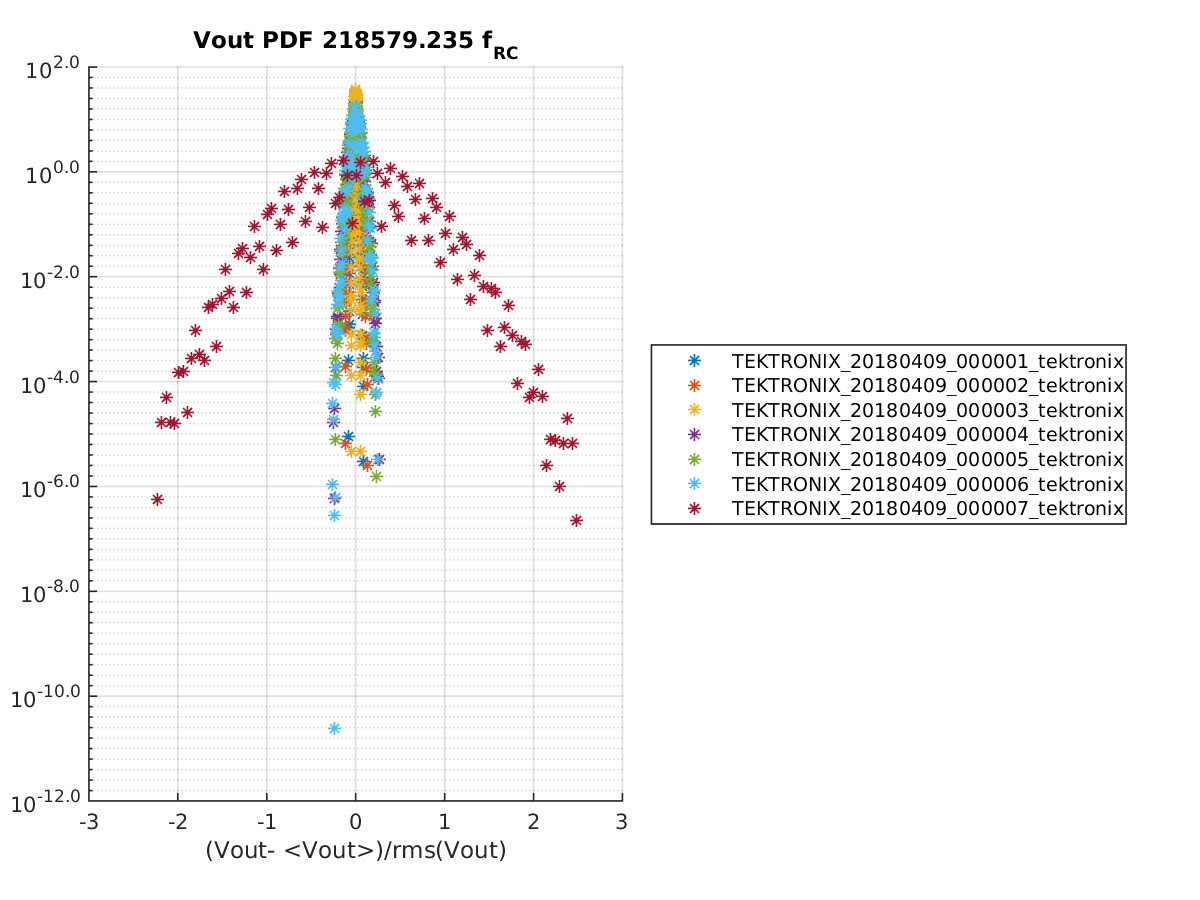 Vout PDF 218579.235 f_RC
10^2.0
10^0.0
10^-2.0
10^-4.0
10^-6.0
10^-8.0
10^-10.0
10^-12.0
-3 -2 -1 0 1 2 3
(Vout- <Vout>)/rms(Vout)
TEKTRONIX_20180409_000001_tektronix
TEKTRONIX_20180409_000002_tektronix
TEKTRONIX_20180409_000003_tektronix
TEKTRONIX_20180409_000004_tektronix
TEKTRONIX_20180409_000005_tektronix
TEKTRONIX_20180409_000006_tektronix
TEKTRONIX_20180409_000007_tektronix